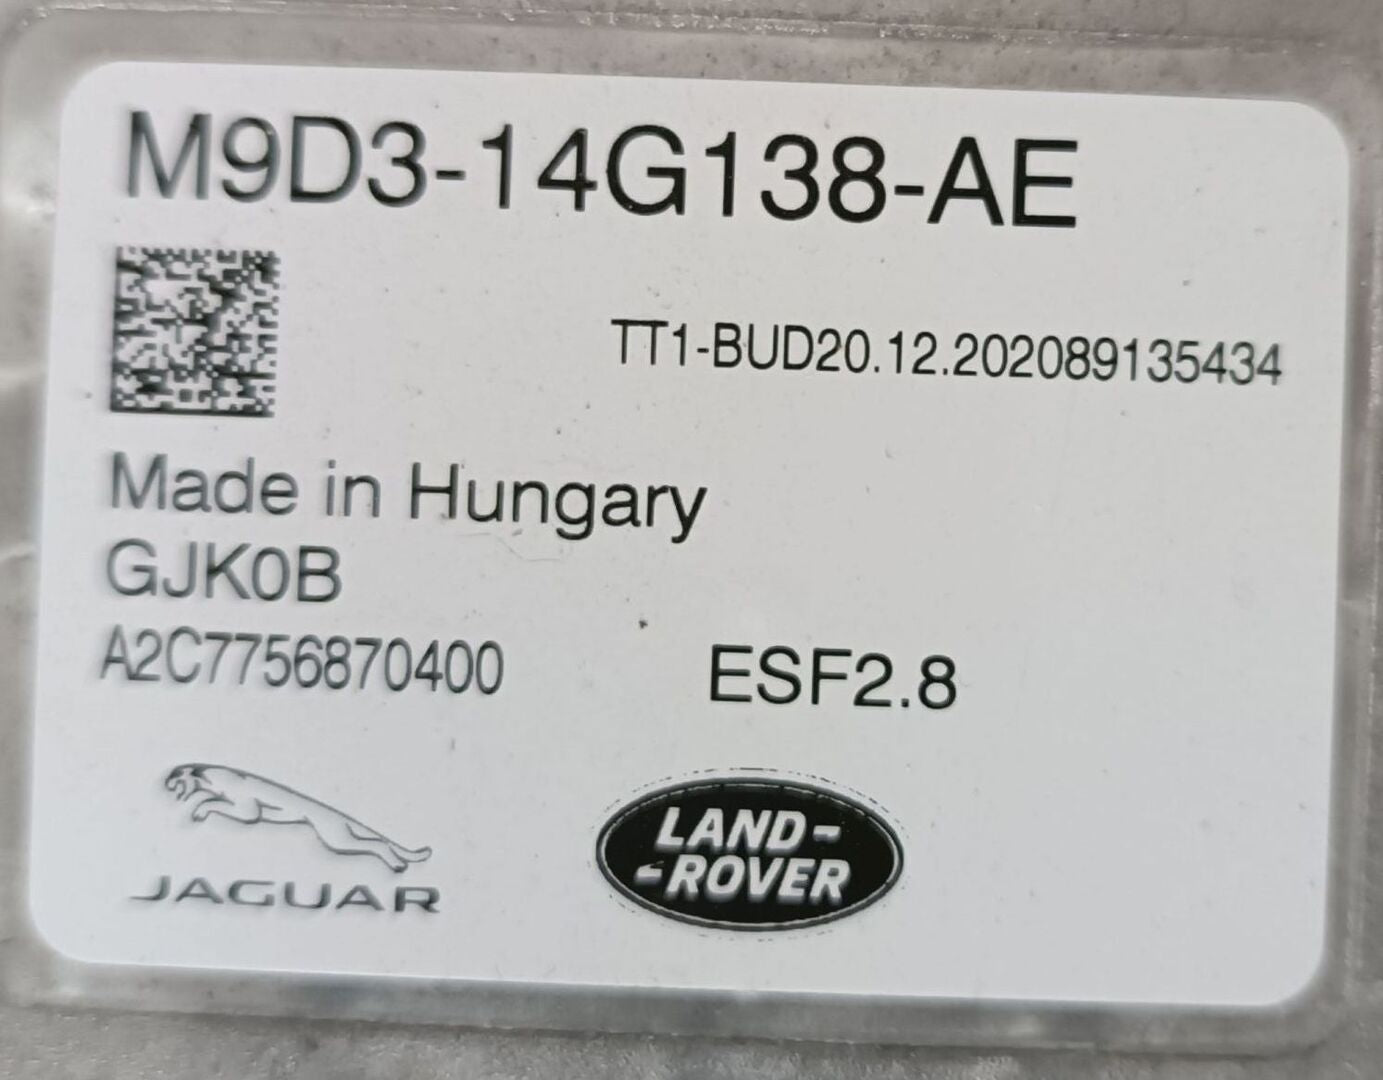 M9D3-14G138-AE
TT1-BUD20.12.202089135434
Made in Hungary
GJK0B
A2C7756870400
ESF2.8
JAGUAR
LAND-
-ROVER